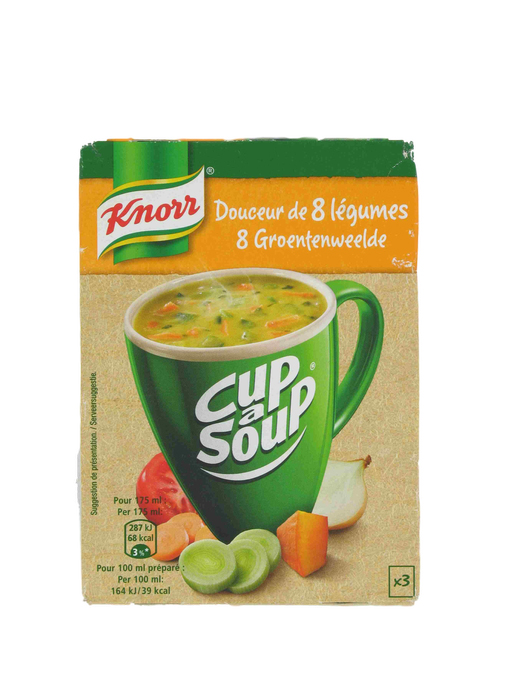 Knorr®
Douceur de 8 légumes
8 Groentenweelde
Cup
a
Soup®
Suggestion de présentation. / Serveersuggestie.
Pour 175 ml :
Per 175 ml:
287 kJ
68 kcal
3 %*
Pour 100 ml préparé :
Per 100 ml:
164 kJ/39 kcal
x3